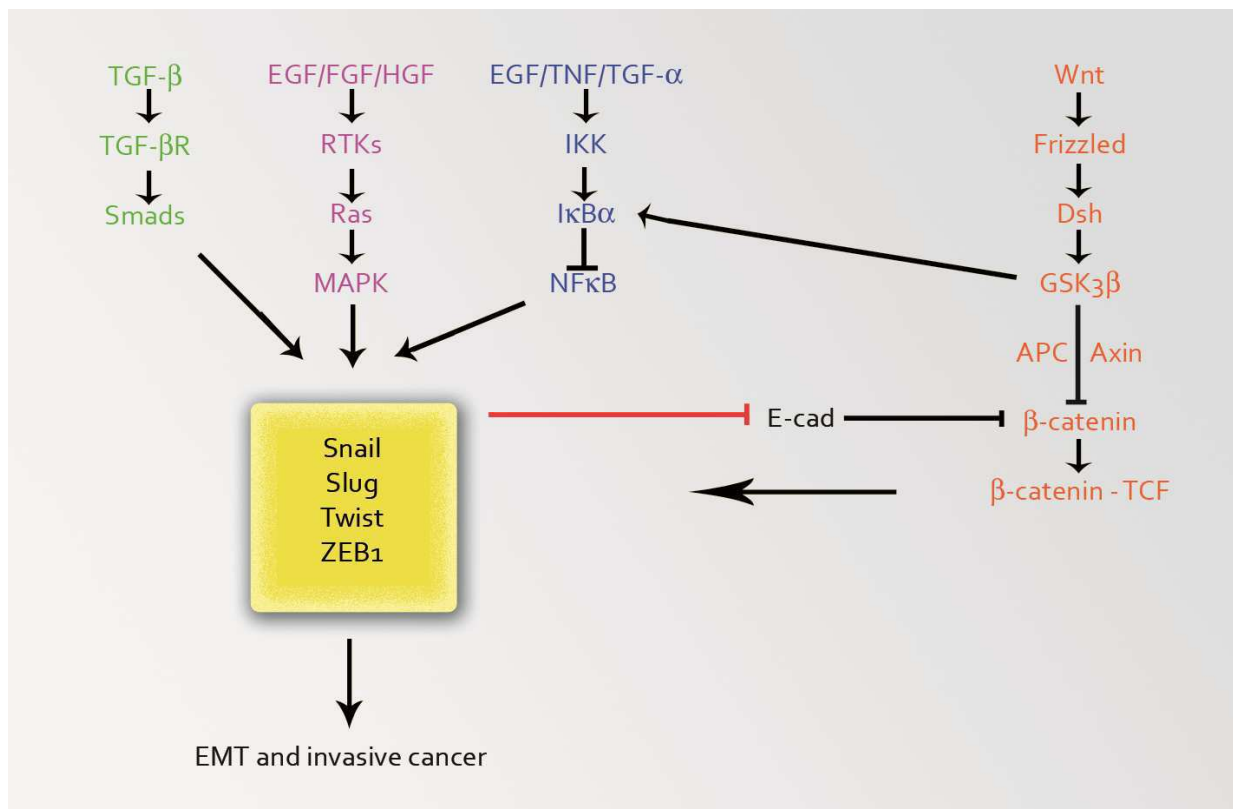 TGF-β
TGF-βR
Smads
EGF/FGF/HGF
RTKs
Ras
MAPK
EGF/TNF/TGF-α
IKK
IκBα
NFκB
Wnt
Frizzled
Dsh
GSK3β
APC
Axin
β-catenin
β-catenin - TCF
E-cad
Snail
Slug
Twist
ZEB1
EMT and invasive cancer